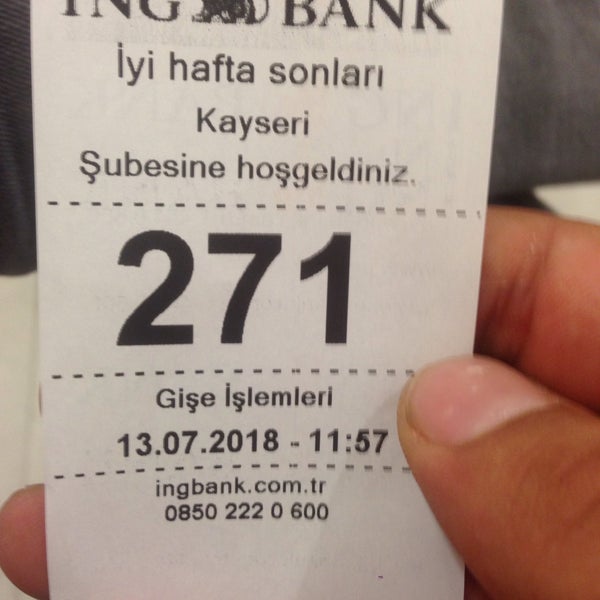 ING BANK
İyi hafta sonları
Kayseri
Şubesine hoşgeldiniz.
271
Gişe İşlemleri
13.07.2018 - 11:57
ingbank.com.tr
0850 222 0 600